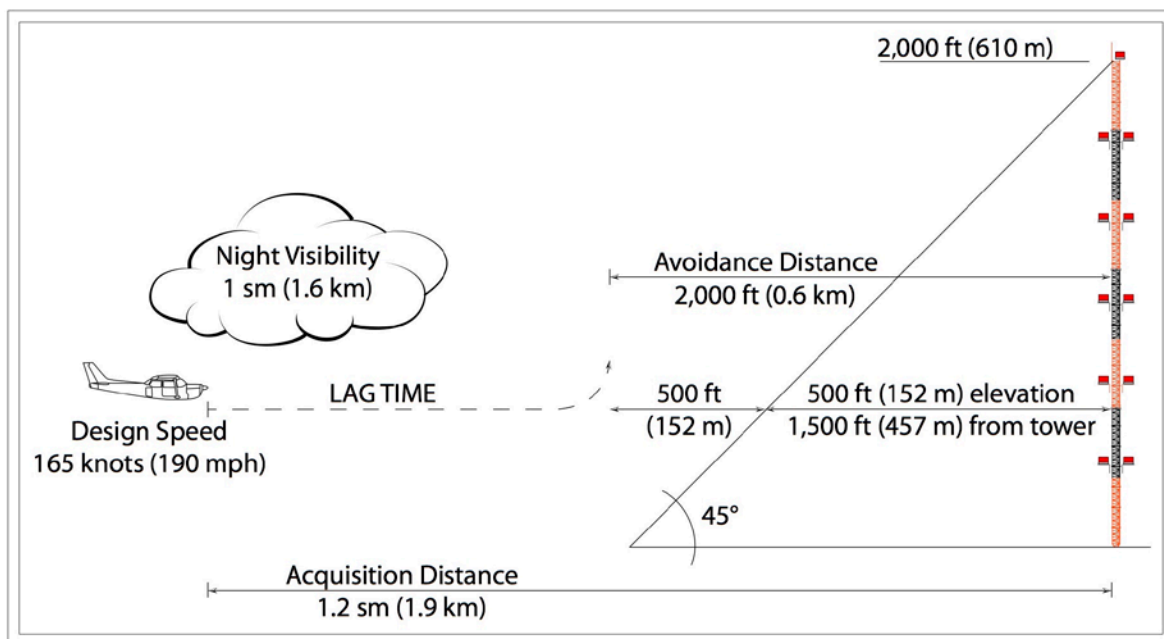 2,000 ft (610 m)
Night Visibility
1 sm (1.6 km)
Avoidance Distance
2,000 ft (0.6 km)
LAG TIME
500 ft
(152 m)
500 ft (152 m) elevation
1,500 ft (457 m) from tower
Design Speed
165 knots (190 mph)
45°
Acquisition Distance
1.2 sm (1.9 km)